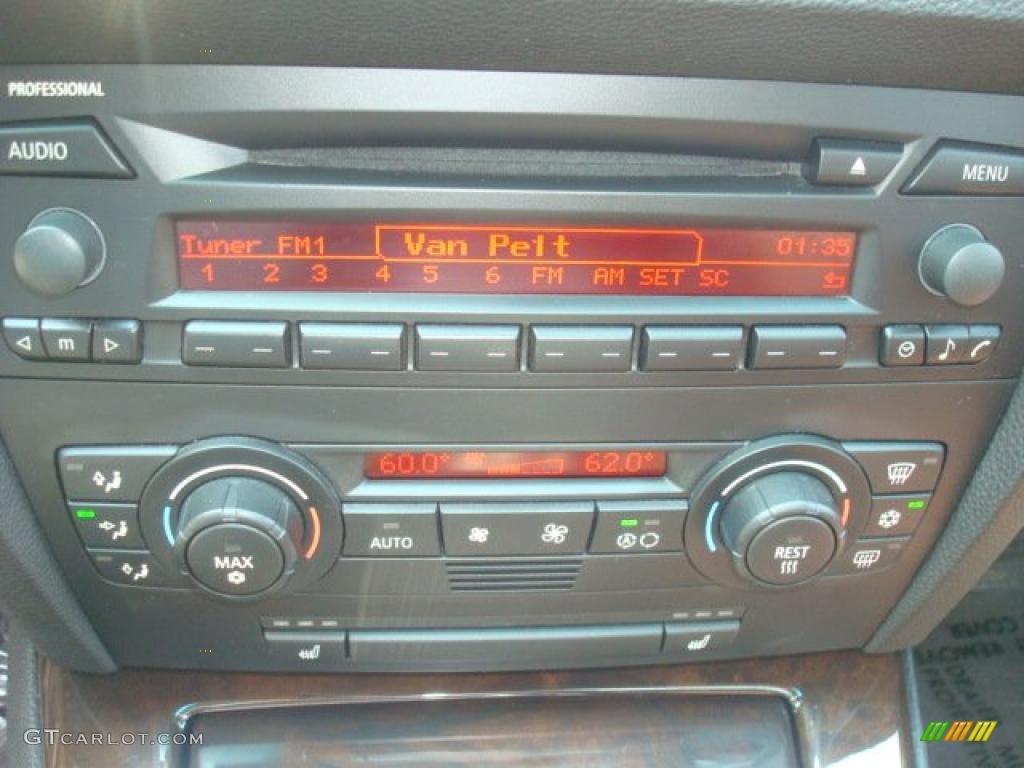 PROFESSIONAL
AUDIO
MENU
Tuner FM1 Van Pelt 01:35
1 2 3 4 5 6 FM AM SET SC
m
60.0° 62.0°
AUTO
MAX
A
REST
COVER
GTCARLOT.COM